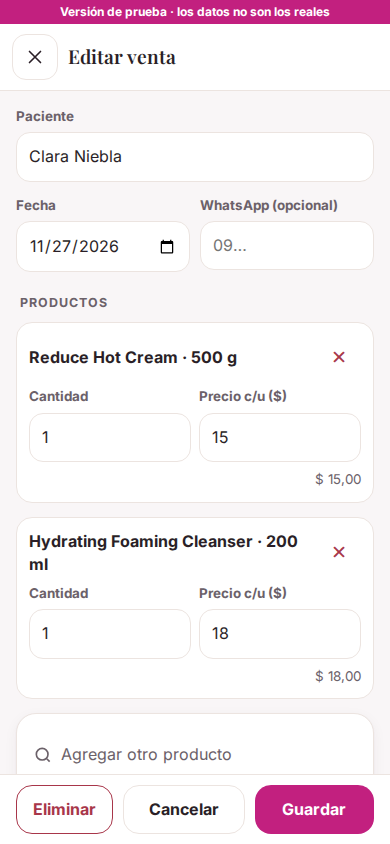 Versión de prueba · los datos no son los reales
Editar venta
Paciente
Clara Niebla
Fecha
WhatsApp (opcional)
11/27/2026
09...
PRODUCTOS
Reduce Hot Cream · 500 g
Cantidad
Precio c/u ($)
1
15
$ 15,00
Hydrating Foaming Cleanser · 200
ml
Cantidad
Precio c/u ($)
1
18
$ 18,00
Agregar otro producto
Eliminar
Cancelar
Guardar